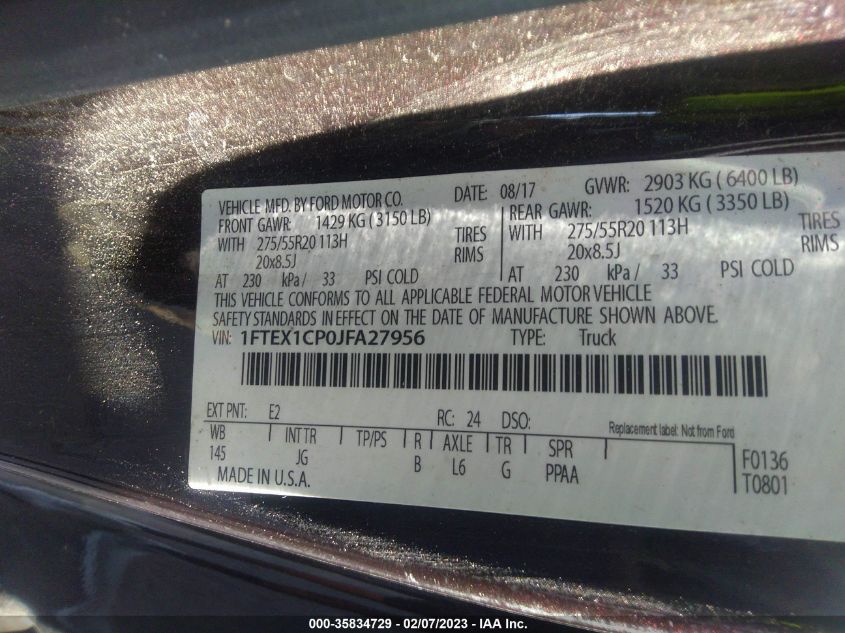 VEHICLE MFD. BY FORD MOTOR CO. DATE: 08/17 GVWR: 2903 KG ( 6400 LB)
FRONT GAWR: 1429 KG ( 3150 LB) REAR GAWR: 1520 KG ( 3350 LB)
WITH 275/55R20 113H TIRES WITH 275/55R20 113H TIRES
20x8.5J RIMS 20x8.5J RIMS
AT 230 kPa / 33 PSI COLD AT 230 kPa / 33 PSI COLD
THIS VEHICLE CONFORMS TO ALL APPLICABLE FEDERAL MOTOR VEHICLE
SAFETY STANDARDS IN EFFECT ON THE DATE OF MANUFACTURE SHOWN ABOVE.
VIN: 1FTEX1CP0JFA27956 TYPE: Truck
EXT PNT: E2 RC: 24 DSO: Replacement label: Not from Ford
WB INT TR TP/PS R AXLE TR SPR
145 JG B L6 G PPAA F0136
MADE IN U.S.A. T0801
000-35834729 - 02/07/2023 - IAA Inc.